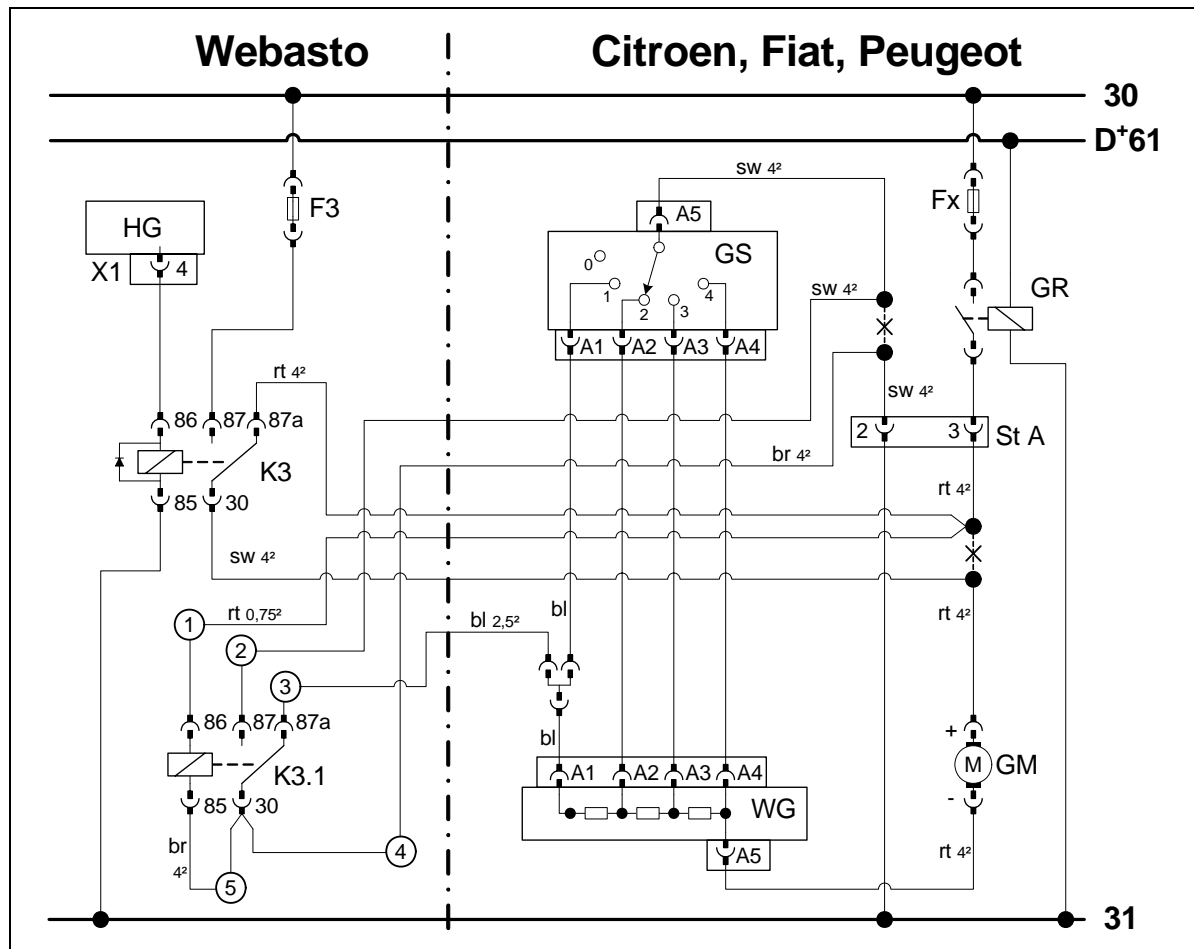 Webasto
Citroen, Fiat, Peugeot
30
D⁺61
sw 4²
HG
X1
4
F3
A5
GS
0
1
2
3
4
Fx
GR
sw 4²
A1
A2
A3
A4
rt 4²
sw 4²
86
87
87a
2
3
St A
br 4²
K3
85
30
rt 4²
sw 4²
1
rt 0,75²
2
bl
bl 2,5²
rt 4²
3
86
87
87a
bl
+
K3.1
A1
A2
A3
A4
M
GM
85
30
WG
-
br
4²
4
A5
rt 4²
5
31